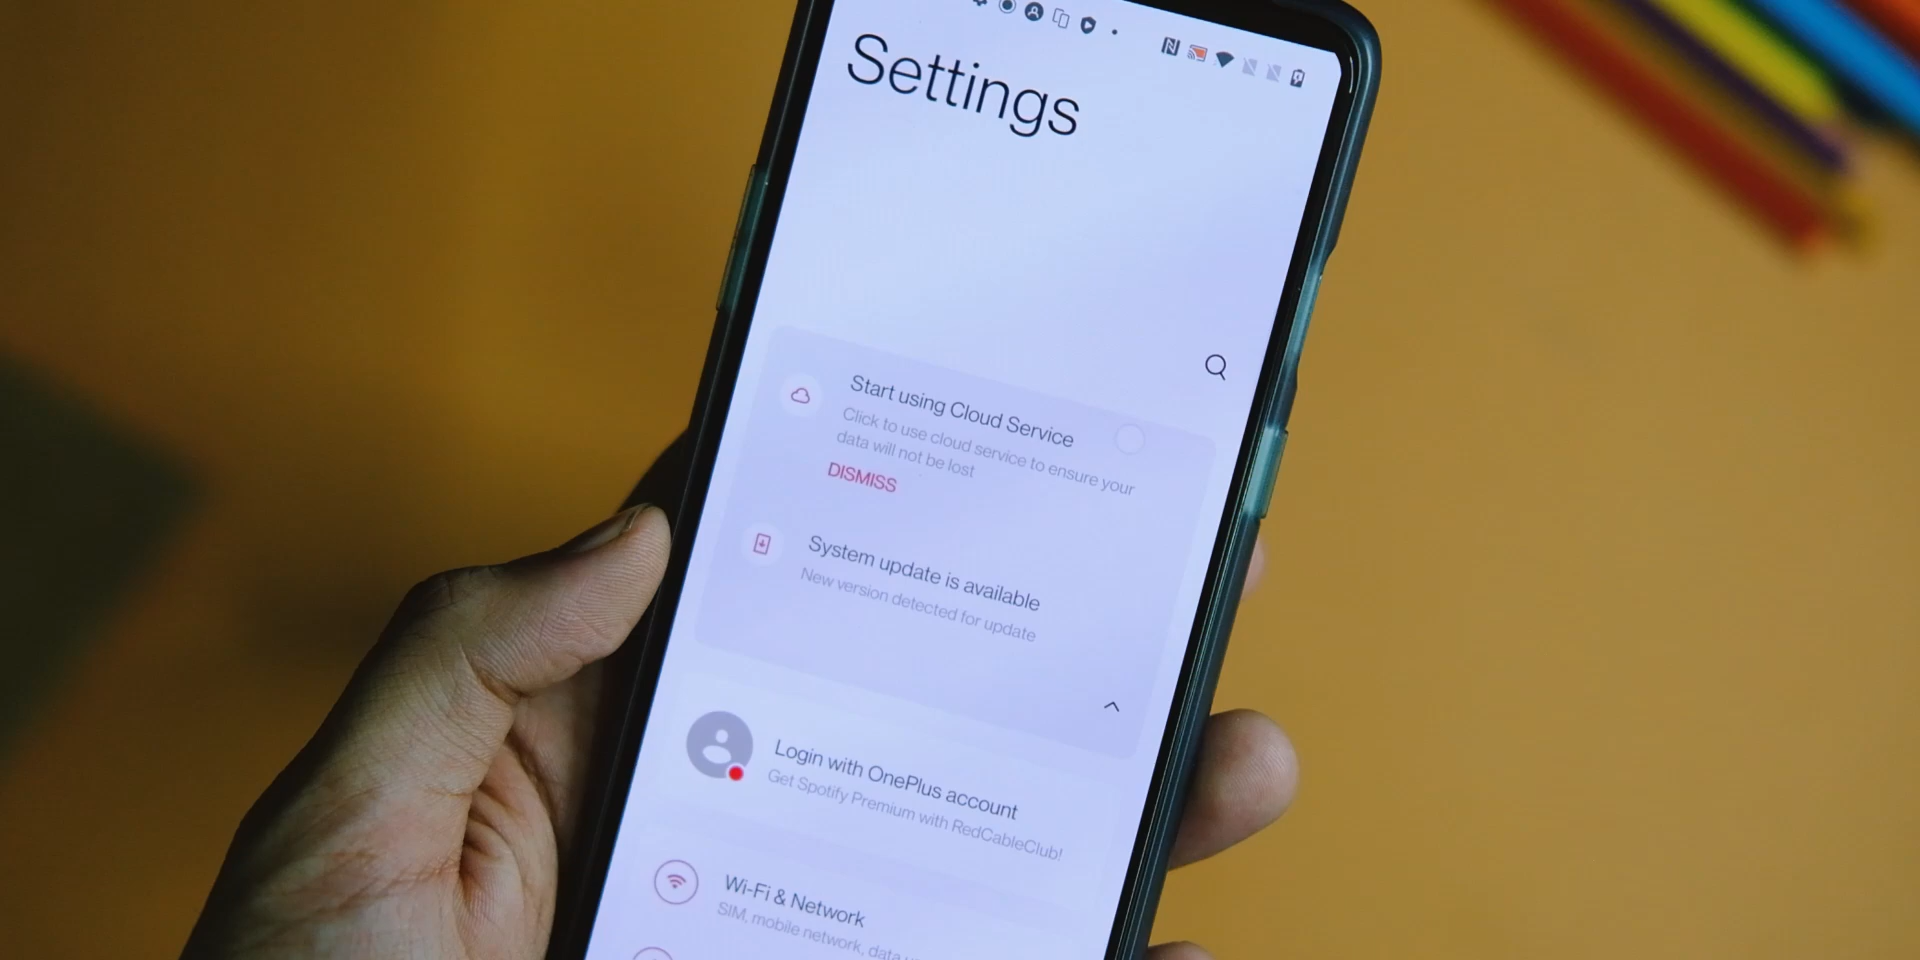 Settings
Start using Cloud Service
Click to use cloud service to ensure your
data will not be lost
DISMISS
System update is available
New version detected for update
Login with OnePlus account
Get Spotify Premium with RedCableClub!
Wi-Fi & Network
SIM, mobile network, data